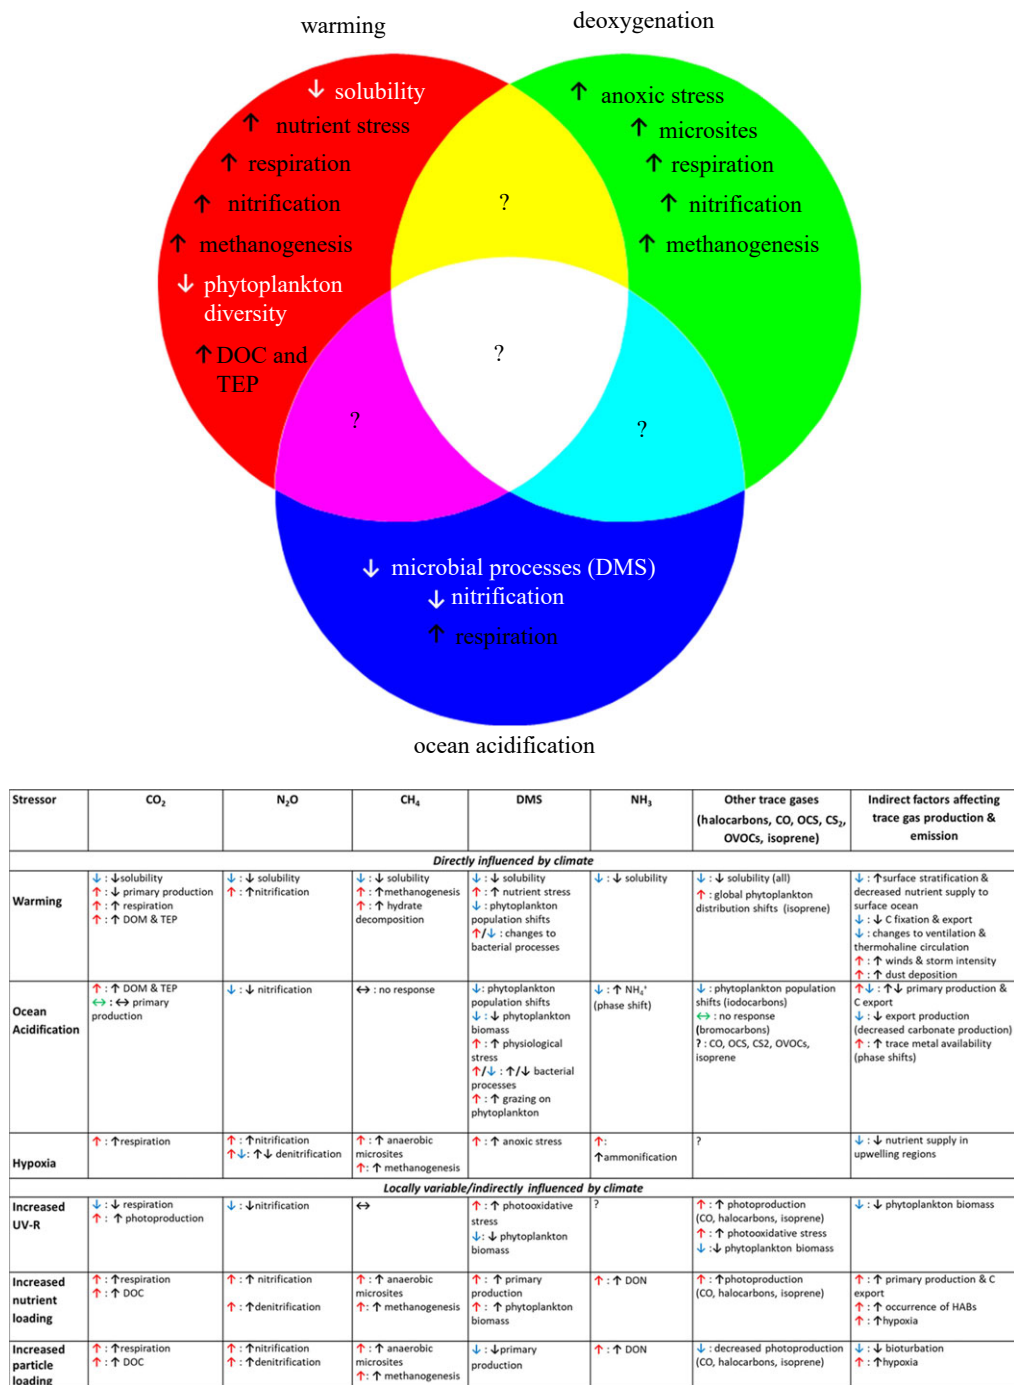 warming
deoxygenation
↓ solubility
↑ nutrient stress
↑ respiration
↑ nitrification
↑ methanogenesis
↓ phytoplankton
diversity
↑ DOC and
TEP
↑ anoxic stress
↑ microsites
↑ respiration
↑ nitrification
↑ methanogenesis
?
?
?
?
↓ microbial processes (DMS)
↓ nitrification
↑ respiration
ocean acidification
Stressor
CO₂
N₂O
CH₄
DMS
NH₃
Other trace gases
(halocarbons, CO, OCS, CS₂,
OVOCs, isoprene)
Indirect factors affecting
trace gas production &
emission
Directly influenced by climate
Warming
↓ : ↓solubility
↑ : ↓ primary production
↑ : ↑ respiration
↑ : ↑ DOM & TEP
↓ : ↓ solubility
↑ : ↑nitrification
↓ : ↓ solubility
↑ : ↑methanogenesis
↑ : ↑ hydrate
decomposition
↓ : ↓ solubility
↑ : ↑ nutrient stress
↓ : phytoplankton
population shifts
↑/↓ : changes to
bacterial processes
↓ : ↓ solubility
↓ : ↓ solubility (all)
↑ : global phytoplankton
distribution shifts (isoprene)
↓ : ↑surface stratification &
decreased nutrient supply to
surface ocean
↓ : ↓ C fixation & export
↓ : changes to ventilation &
thermohaline circulation
↑ : ↑ winds & storm intensity
↑ : ↑ dust deposition
Ocean
Acidification
↑ : ↑ DOM & TEP
↔ : ↔ primary
production
↓ : ↓ nitrification
↔ : no response
↓: phytoplankton
population shifts
↓ : ↓ phytoplankton
biomass
↑ : ↑ physiological
stress
↑/↓ : ↑/↓ bacterial
processes
↑ : ↑ grazing on
phytoplankton
↓ : ↑ NH₄⁺
(phase shift)
↓ : phytoplankton population
shifts (iodocarbons)
↔ : no response
(bromocarbons)
? : CO, OCS, CS2, OVOCs,
isoprene
↑↓ : ↑↓ primary production &
C export
↓ : ↓ export production
(decreased carbonate production)
↑ : ↑ trace metal availability
(phase shifts)
Hypoxia
↑ : ↑respiration
↑ : ↑nitrification
↑↓ : ↑↓ denitrification
↑ : ↑ anaerobic
microsites
↑ : ↑ methanogenesis
↑ : ↑ anoxic stress
↑ :
↑ammonification
?
↓ : ↓ nutrient supply in
upwelling regions
Locally variable/indirectly influenced by climate
Increased
UV-R
↓ : ↓ respiration
↑ : ↑ photoproduction
↓ : ↓nitrification
↔
↑ : ↑ photooxidative
stress
↓ : ↓ phytoplankton
biomass
?
↑ : ↑ photoproduction
(CO, halocarbons, isoprene)
↑ : ↑ photooxidative stress
↓ :↓ phytoplankton biomass
↓ : ↓ phytoplankton biomass
Increased
nutrient
loading
↑ : ↑respiration
↑ : ↑ DOC
↑ : ↑ nitrification
↑ : ↑denitrification
↑ : ↑ anaerobic
microsites
↑ : ↑ methanogenesis
↑ : ↑ primary
production
↑ : ↑ phytoplankton
biomass
↑ : ↑ DON
↑ : ↑photoproduction
(CO, halocarbons, isoprene)
↑ : ↑ primary production & C
export
↑ : ↑ occurrence of HABs
↑ : ↑hypoxia
Increased
particle
loading
↑ : ↑respiration
↑ : ↑ DOC
↑ : ↑nitrification
↑ : ↑denitrification
↑ : ↑ anaerobic
microsites
↑ : ↑ methanogenesis
↓ : ↓primary
production
↑ : ↑ DON
↓ : decreased photoproduction
(CO, halocarbons, isoprene)
↓ : ↓ bioturbation
↑ : ↑hypoxia